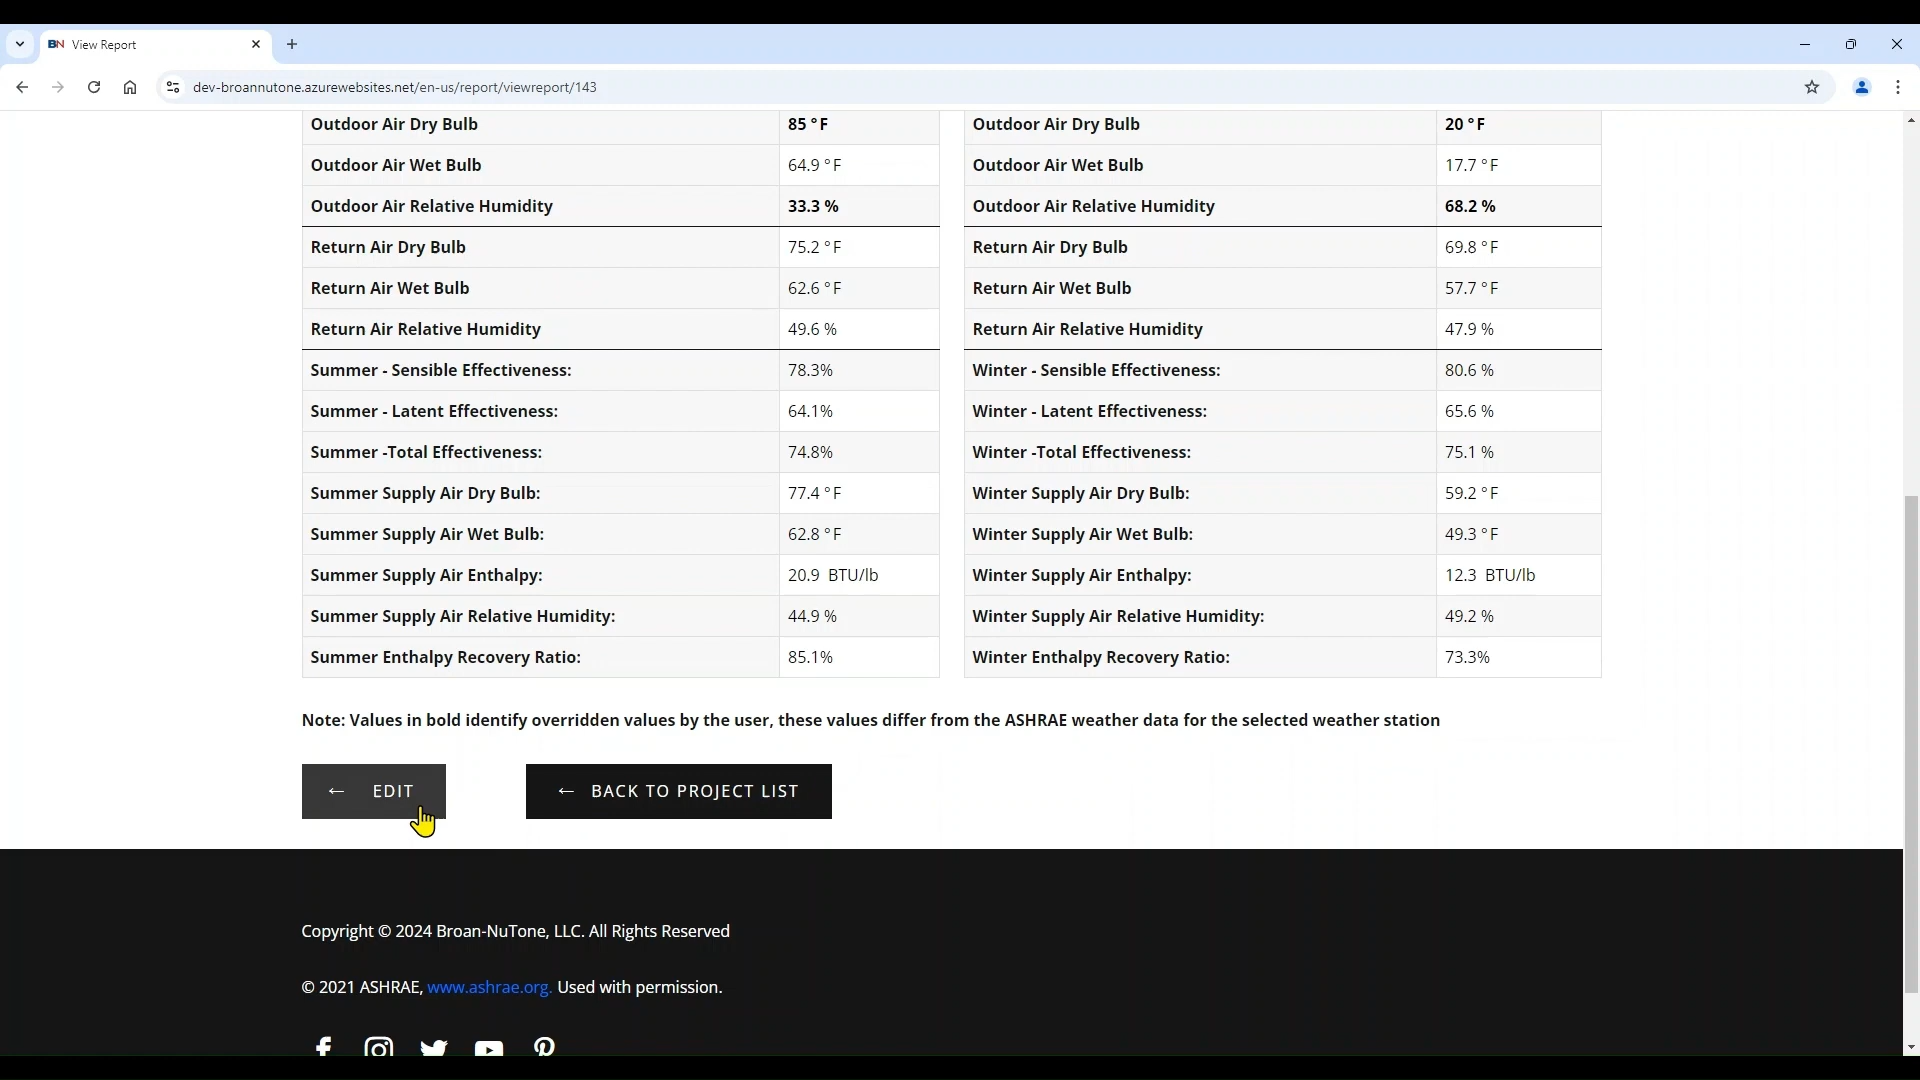 BN View Report
dev-broannutone.azurewebsites.net/en-us/report/viewreport/143
Outdoor Air Dry Bulb 85 °F Outdoor Air Dry Bulb 20 °F
Outdoor Air Wet Bulb 64.9 °F Outdoor Air Wet Bulb 17.7 °F
Outdoor Air Relative Humidity 33.3 % Outdoor Air Relative Humidity 68.2 %
Return Air Dry Bulb 75.2 °F Return Air Dry Bulb 69.8 °F
Return Air Wet Bulb 62.6 °F Return Air Wet Bulb 57.7 °F
Return Air Relative Humidity 49.6 % Return Air Relative Humidity 47.9 %
Summer - Sensible Effectiveness: 78.3% Winter - Sensible Effectiveness: 80.6 %
Summer - Latent Effectiveness: 64.1% Winter - Latent Effectiveness: 65.6 %
Summer -Total Effectiveness: 74.8% Winter -Total Effectiveness: 75.1 %
Summer Supply Air Dry Bulb: 77.4 °F Winter Supply Air Dry Bulb: 59.2 °F
Summer Supply Air Wet Bulb: 62.8 °F Winter Supply Air Wet Bulb: 49.3 °F
Summer Supply Air Enthalpy: 20.9 BTU/lb Winter Supply Air Enthalpy: 12.3 BTU/lb
Summer Supply Air Relative Humidity: 44.9 % Winter Supply Air Relative Humidity: 49.2 %
Summer Enthalpy Recovery Ratio: 85.1% Winter Enthalpy Recovery Ratio: 73.3%
Note: Values in bold identify overridden values by the user, these values differ from the ASHRAE weather data for the selected weather station
← EDIT ← BACK TO PROJECT LIST
Copyright © 2024 Broan-NuTone, LLC. All Rights Reserved
© 2021 ASHRAE, www.ashrae.org. Used with permission.